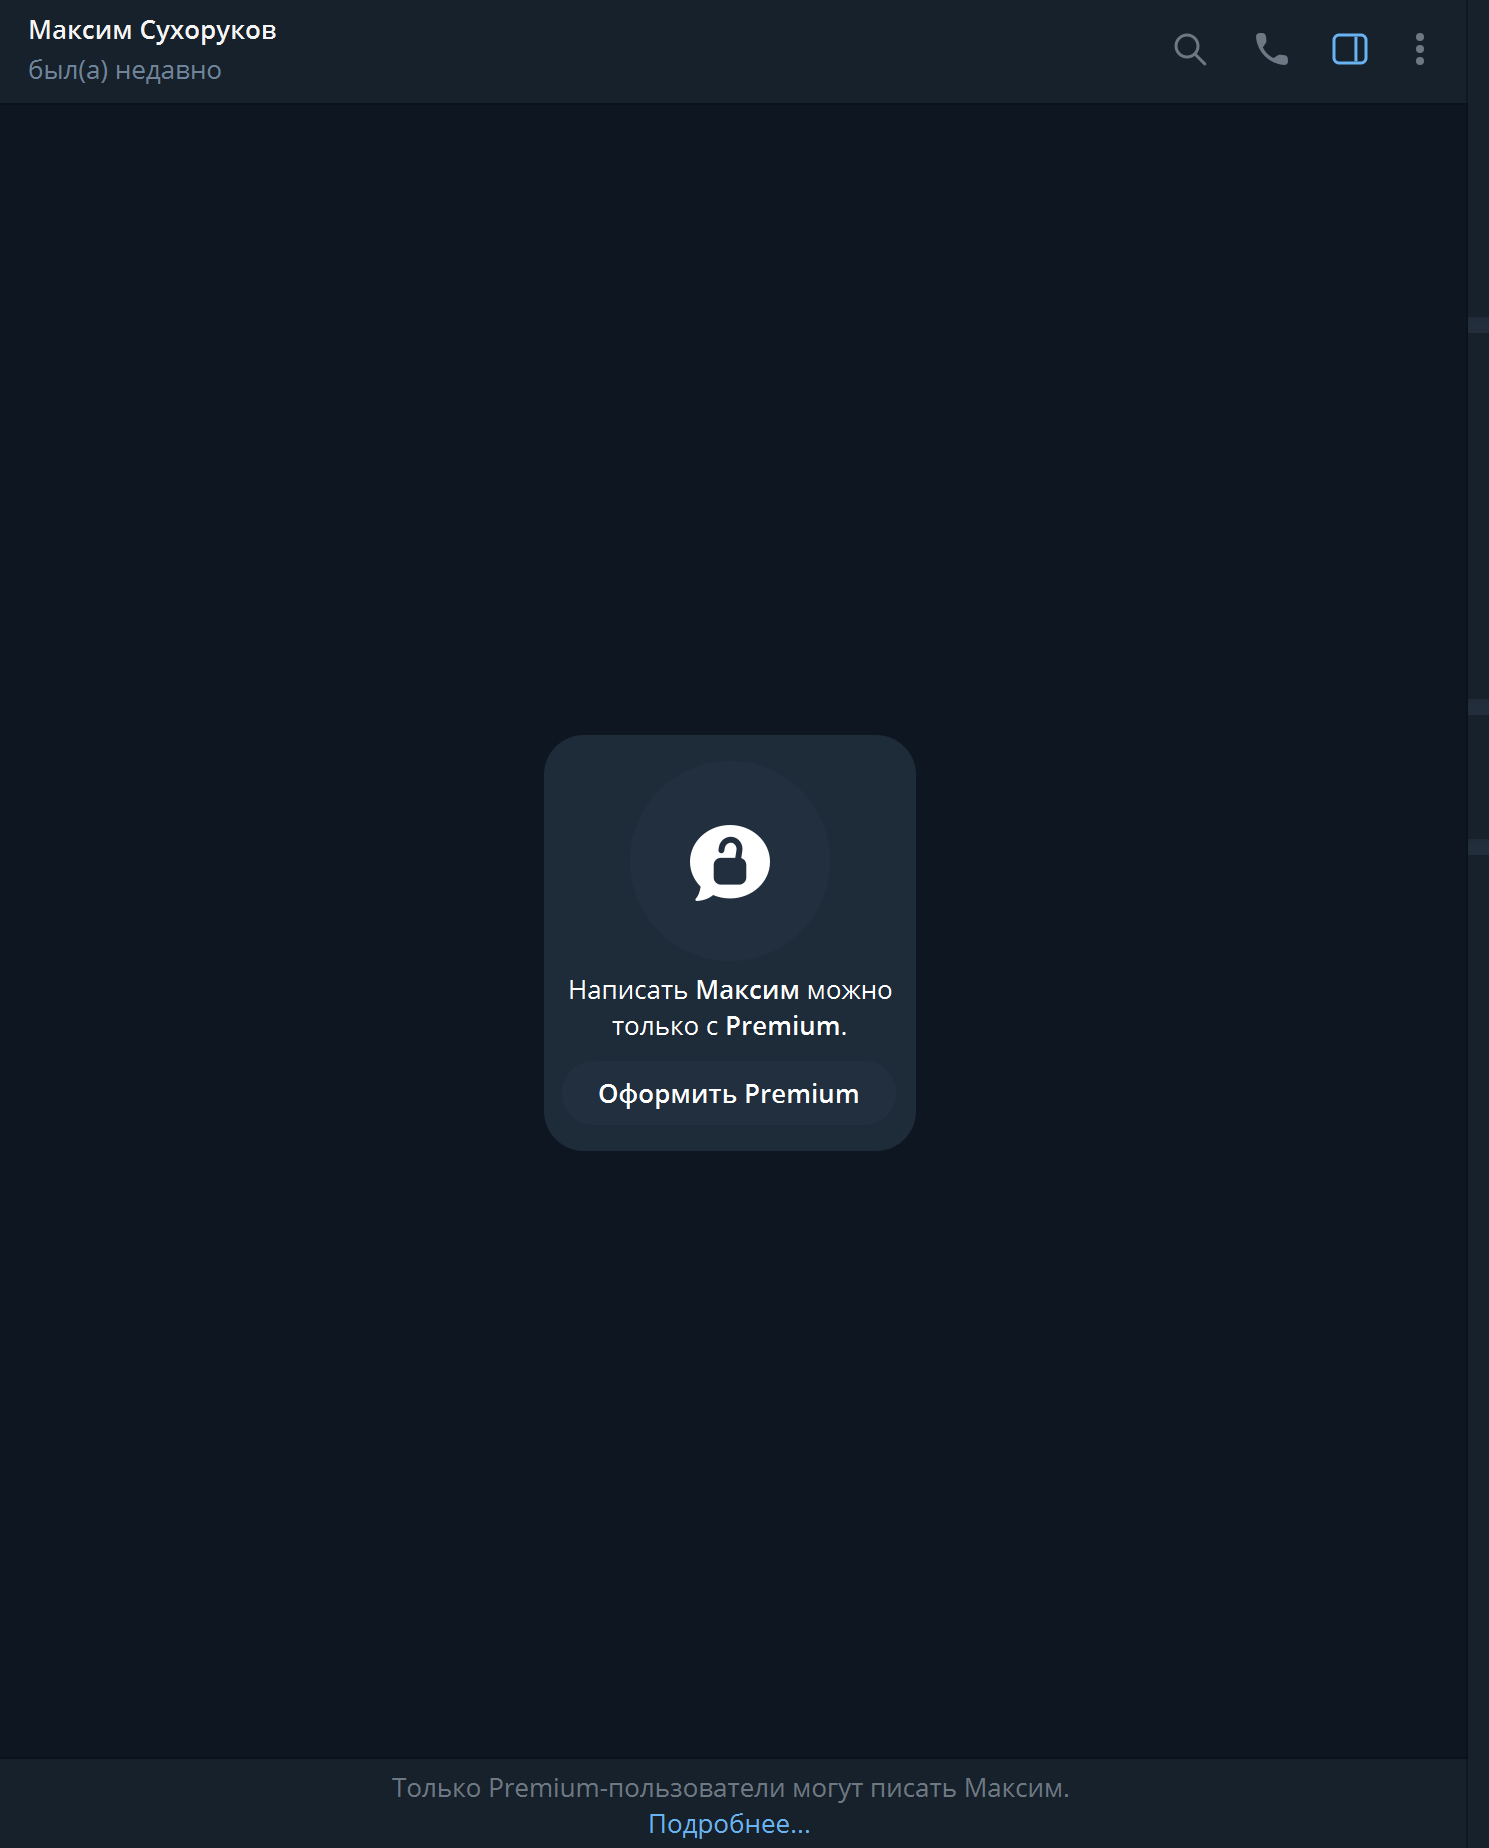 Максим Сухоруков
был(а) недавно
Написать Максим можно
только с Premium.
Оформить Premium
Только Premium-пользователи могут писать Максим.
Подробнее...